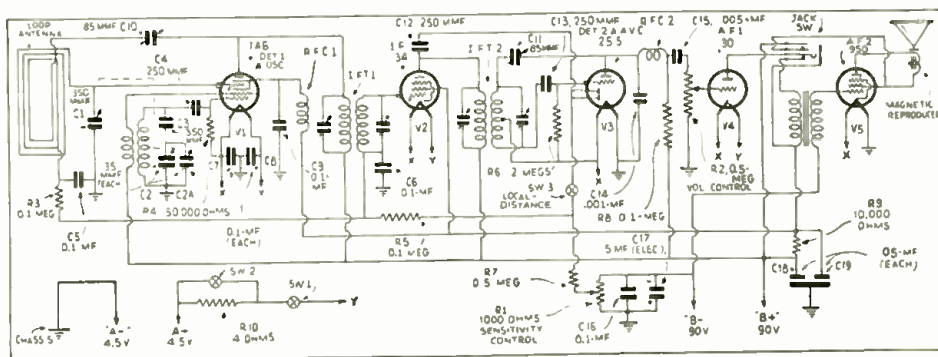 LOOP
ANTENNA
85 MMF C10
C4
250 MMF
1A6
DET 1
& OSC
RFC 1
I FT 1
C12 250 MMF
I F
34
I FT 2
C11
85 MMF
C13, 250 MMF
DET 2 & AVC
25 S
RFC 2
C15, .005-MF
A F 1
30
JACK
SW
A F 2
950
MAGNETIC
REPRODUCER
350
MMF
C1
C3
350
MMF
V1
V2
V3
V4
V5
35
MMF
(EACH)
C2
C2A
C7
C8
C9
0.1-MF
C6
0.1-MF
X
Y
X
Y
X
X
Y
X
R3
0.1 MEG
C5
0.1 MF
R4 50,000 OHMS
0.1-MF
(EACH)
R5
0.1 MEG
R6 2 MEGS
SW 3
LOCAL-
DISTANCE
C14
.001-MF
R8 0.1-MEG
R2, 0.5-
MEG
VOL CONTROL
R9
10,000
OHMS
C17
5 MF (ELEC.)
C18
C19
(EACH)
R7
0.5 MEG
R1
1000 OHMS
SENSITIVITY
CONTROL
C16
0.1-MF
"B-"
90V
"B+"
90V
CHASSIS
"A-"
4.5V
A+
4.5V
SW 2
SW 1
Y
R10
4 OHMS